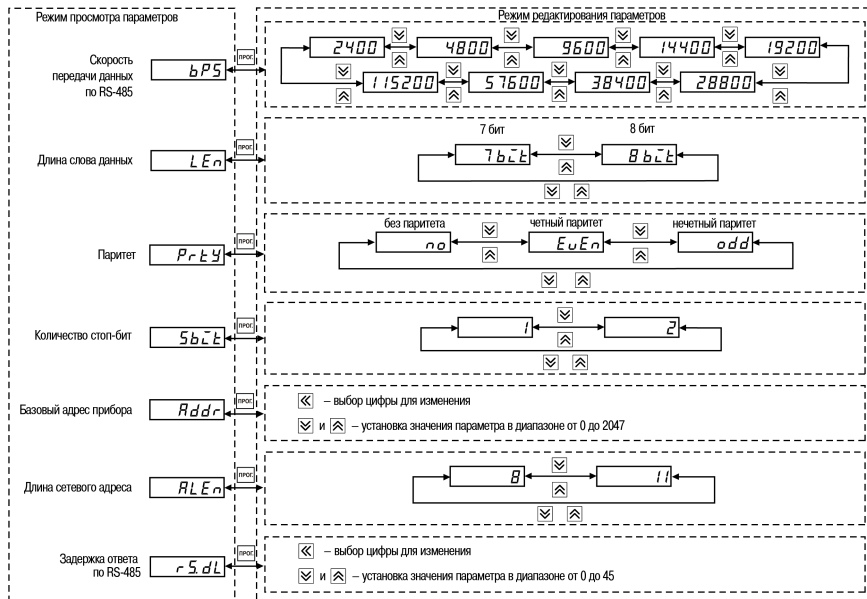 Режим просмотра параметров
Режим редактирования параметров
Скорость
передачи данных
по RS-485
bPS
ПРОГ.
2400
4800
9600
14400
19200
115200
57600
38400
28800
Длина слова данных
LEn
ПРОГ.
7 бит
8 бит
7bit
8bit
Паритет
PrtY
ПРОГ.
без паритета
четный паритет
нечетный паритет
no
EvEn
odd
Количество стоп-бит
Sbit
ПРОГ.
1
2
Базовый адрес прибора
Addr
ПРОГ.
– выбор цифры для изменения
и – установка значения параметра в диапазоне от 0 до 2047
Длина сетевого адреса
ALEn
ПРОГ.
8
11
Задержка ответа
по RS-485
rS.dL
ПРОГ.
– выбор цифры для изменения
и – установка значения параметра в диапазоне от 0 до 45